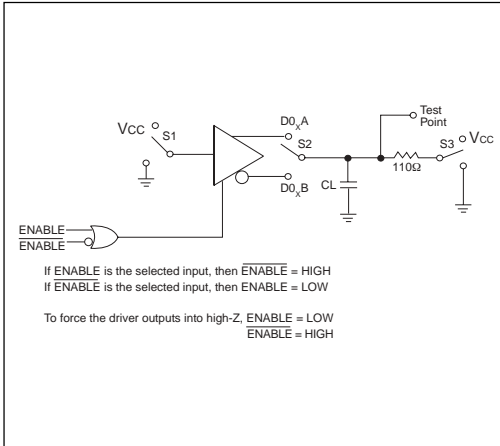 Test
Point
D0XA
VCC
S1
S2
VCC
S3
110Ω
CL
D0XB
ENABLE
ENABLE
If ENABLE is the selected input, then ENABLE = HIGH
If ENABLE is the selected input, then ENABLE = LOW
To force the driver outputs into high-Z, ENABLE = LOW
ENABLE = HIGH